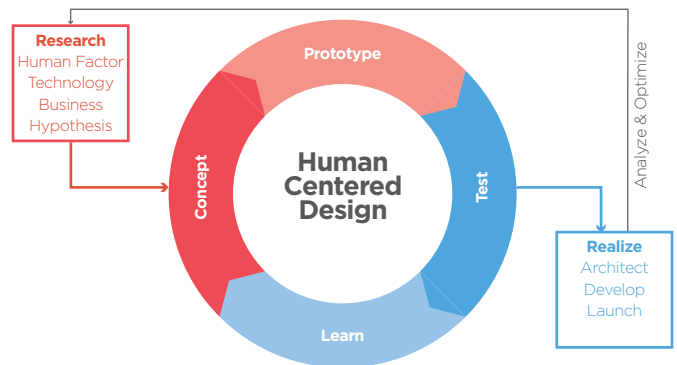 Research
Human Factor
Technology
Business
Hypothesis
Prototype
Concept
Human
Centered
Design
Test
Learn
Analyze & Optimize
Realize
Architect
Develop
Launch